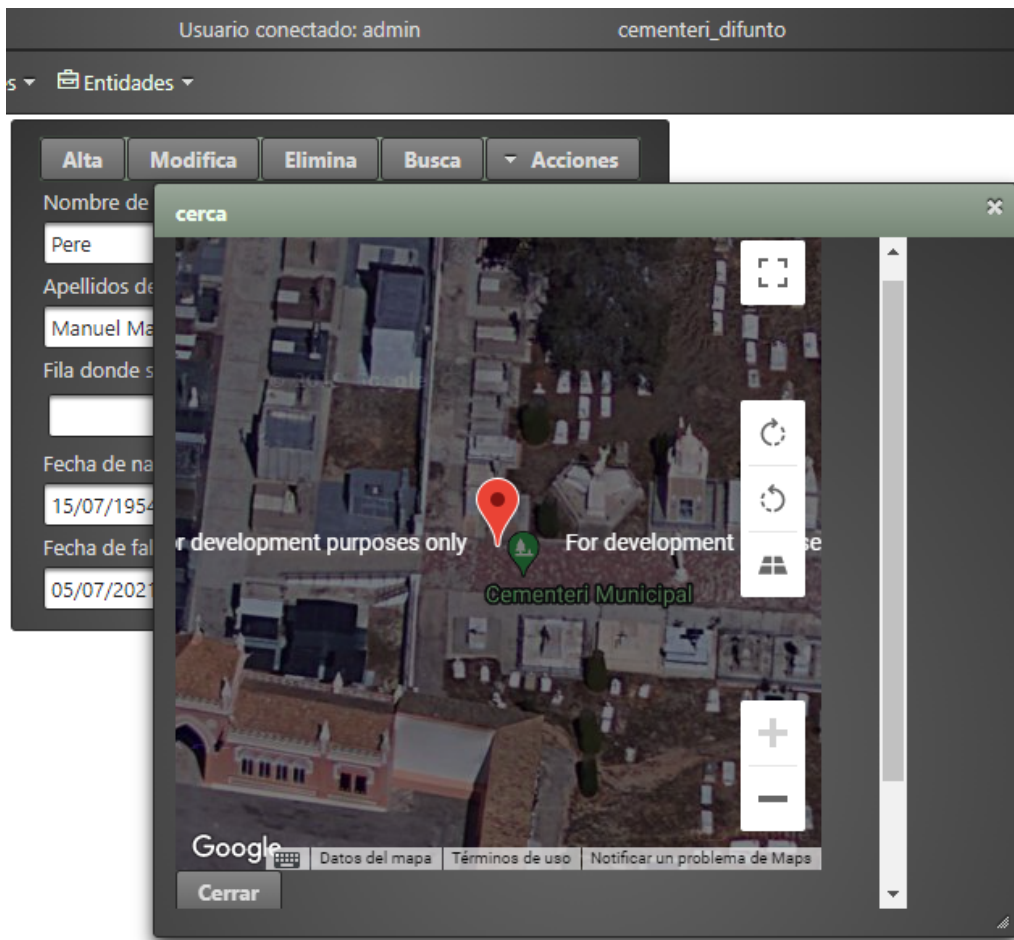 Usuario conectado: admin cementeri_difunto
Entidades
Alta Modifica Elimina Busca Acciones
Nombre de
cerca
Pere
Apellidos de
Manuel Ma
Fila donde s
Fecha de na
15/07/1954
For development purposes only For development
Fecha de fal
05/07/2021
Cementeri Municipal
Google
Datos del mapa Términos de uso Notificar un problema de Maps
Cerrar